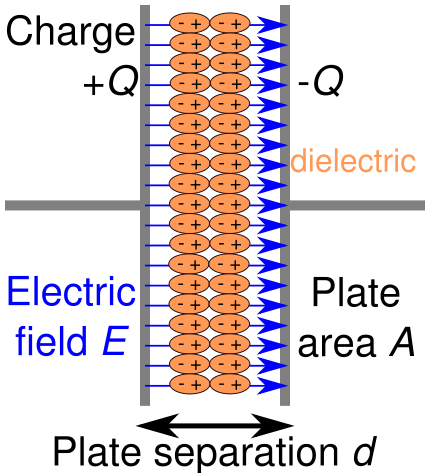 Charge
+Q
-Q
dielectric
Electric
field E
Plate
area A
Plate separation d